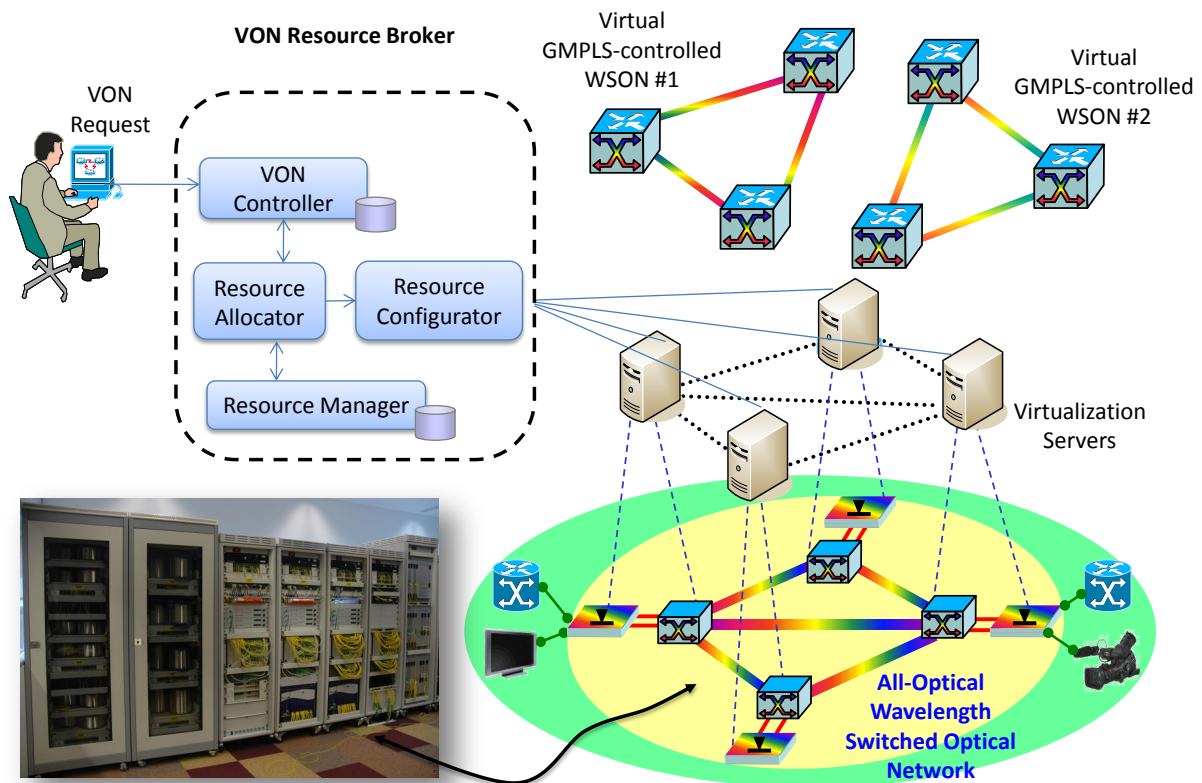 VON Resource Broker
VON
Request
VON
Controller
Resource
Allocator
Resource
Configurator
Resource Manager
Virtual
GMPLS-controlled
WSON #1
Virtual
GMPLS-controlled
WSON #2
Virtualization
Servers
All-Optical
Wavelength
Switched Optical
Network